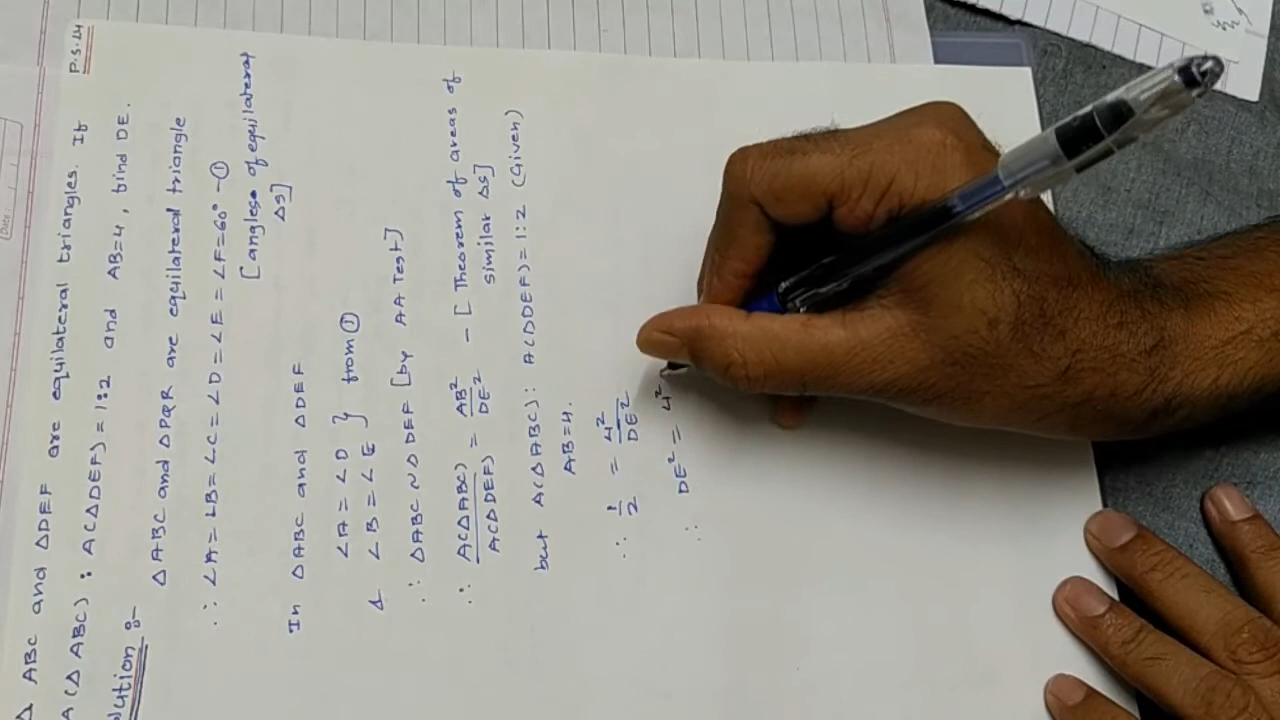 P.S.24
Δ ABC and ΔDEF are equilateral triangles. If
A(ΔABC) : A(ΔDEF) = 1:2 and AB=4, find DE.
lution :-
Δ ABC and ΔPQR are equilateral triangle
∴ ∠A = ∠B = ∠C = ∠D = ∠E = ∠F = 60° - ①
[angles of equilateral
Δs]
In ΔABC and ΔDEF
∠A = ∠D } from ①
& ∠B = ∠E
∴ ΔABC ~ ΔDEF [by AA Test]
∴ A(ΔABC)/A(ΔDEF) = AB²/DE² - [Theorem of areas of
similar Δs]
but A(ΔABC) : A(ΔDEF) = 1:2 (Given)
AB=4.
∴ 1/2 = 4²/DE²
∴ DE² = 4²